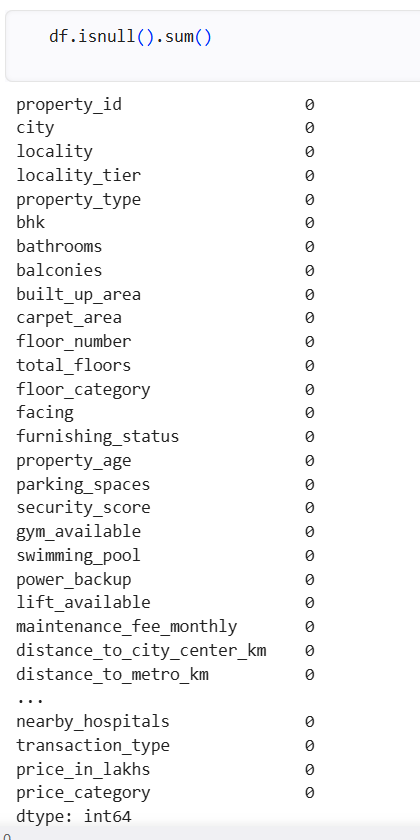 df.isnull().sum()
property_id 0
city 0
locality 0
locality_tier 0
property_type 0
bhk 0
bathrooms 0
balconies 0
built_up_area 0
carpet_area 0
floor_number 0
total_floors 0
floor_category 0
facing 0
furnishing_status 0
property_age 0
parking_spaces 0
security_score 0
gym_available 0
swimming_pool 0
power_backup 0
lift_available 0
maintenance_fee_monthly 0
distance_to_city_center_km 0
distance_to_metro_km 0
...
nearby_hospitals 0
transaction_type 0
price_in_lakhs 0
price_category 0
dtype: int64